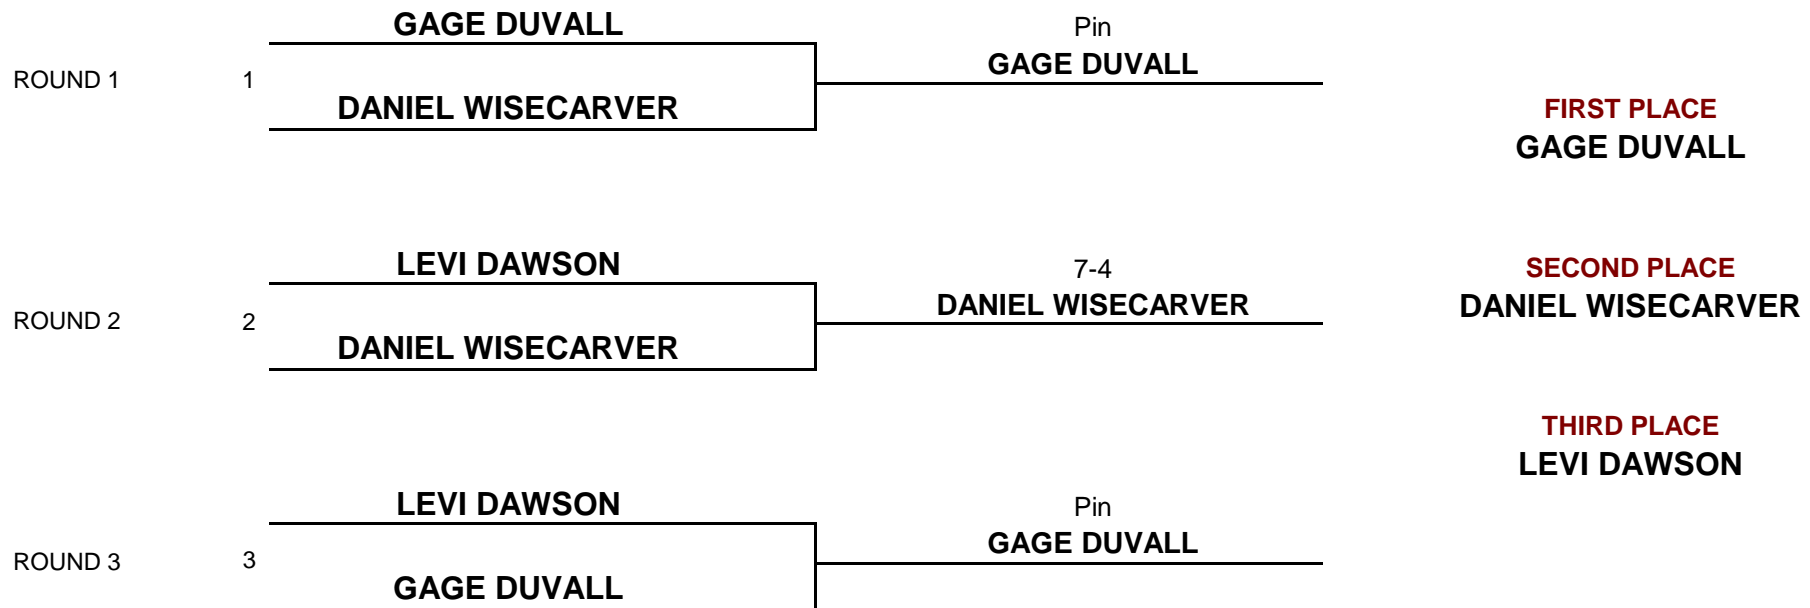 GAGE DUVALL
Pin
GAGE DUVALL
ROUND 1
1
DANIEL WISECARVER
FIRST PLACE
GAGE DUVALL
LEVI DAWSON
7-4
DANIEL WISECARVER
SECOND PLACE
DANIEL WISECARVER
ROUND 2
2
DANIEL WISECARVER
THIRD PLACE
LEVI DAWSON
LEVI DAWSON
Pin
GAGE DUVALL
ROUND 3
3
GAGE DUVALL